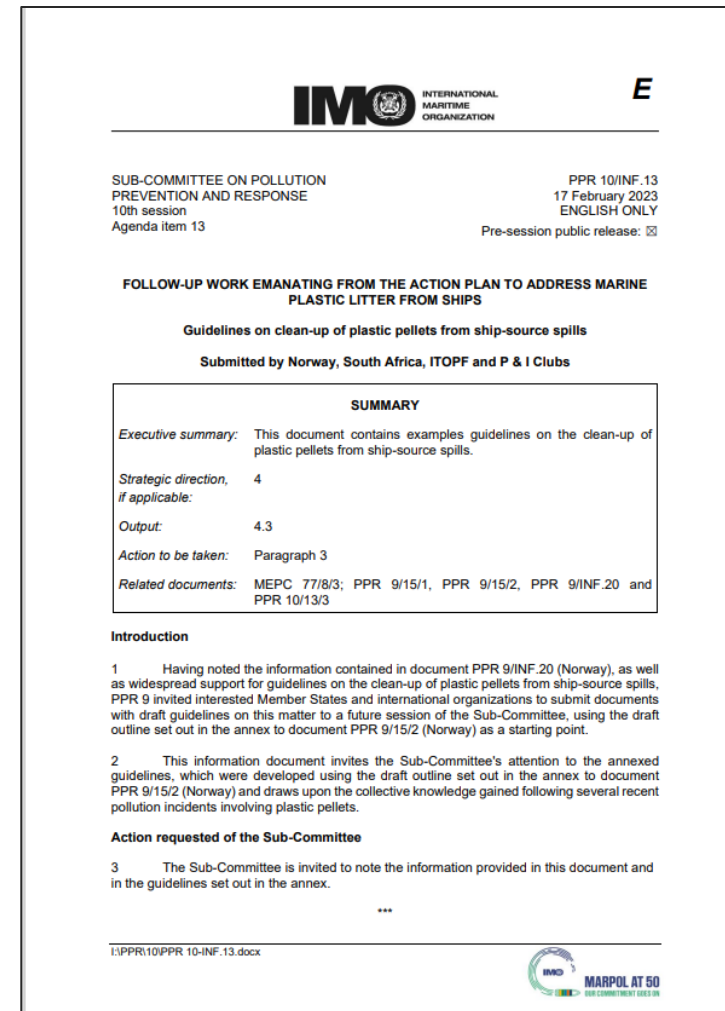 IMO
INTERNATIONAL
MARITIME
ORGANIZATION
E
SUB-COMMITTEE ON POLLUTION
PREVENTION AND RESPONSE
10th session
Agenda item 13
PPR 10/INF.13
17 February 2023
ENGLISH ONLY
Pre-session public release: ☒
FOLLOW-UP WORK EMANATING FROM THE ACTION PLAN TO ADDRESS MARINE
PLASTIC LITTER FROM SHIPS
Guidelines on clean-up of plastic pellets from ship-source spills
Submitted by Norway, South Africa, ITOPF and P & I Clubs
SUMMARY
Executive summary: This document contains examples guidelines on the clean-up of
plastic pellets from ship-source spills.
Strategic direction, 4
if applicable:
Output: 4.3
Action to be taken: Paragraph 3
Related documents: MEPC 77/8/3; PPR 9/15/1, PPR 9/15/2, PPR 9/INF.20 and
PPR 10/13/3
Introduction
1 Having noted the information contained in document PPR 9/INF.20 (Norway), as well
as widespread support for guidelines on the clean-up of plastic pellets from ship-source spills,
PPR 9 invited interested Member States and international organizations to submit documents
with draft guidelines on this matter to a future session of the Sub-Committee, using the draft
outline set out in the annex to document PPR 9/15/2 (Norway) as a starting point.
2 This information document invites the Sub-Committee's attention to the annexed
guidelines, which were developed using the draft outline set out in the annex to document
PPR 9/15/2 (Norway) and draws upon the collective knowledge gained following several recent
pollution incidents involving plastic pellets.
Action requested of the Sub-Committee
3 The Sub-Committee is invited to note the information provided in this document and
in the guidelines set out in the annex.
***
I:\PPR\10\PPR 10-INF.13.docx
IMO
MARPOL AT 50
OUR COMMITMENT GOES ON